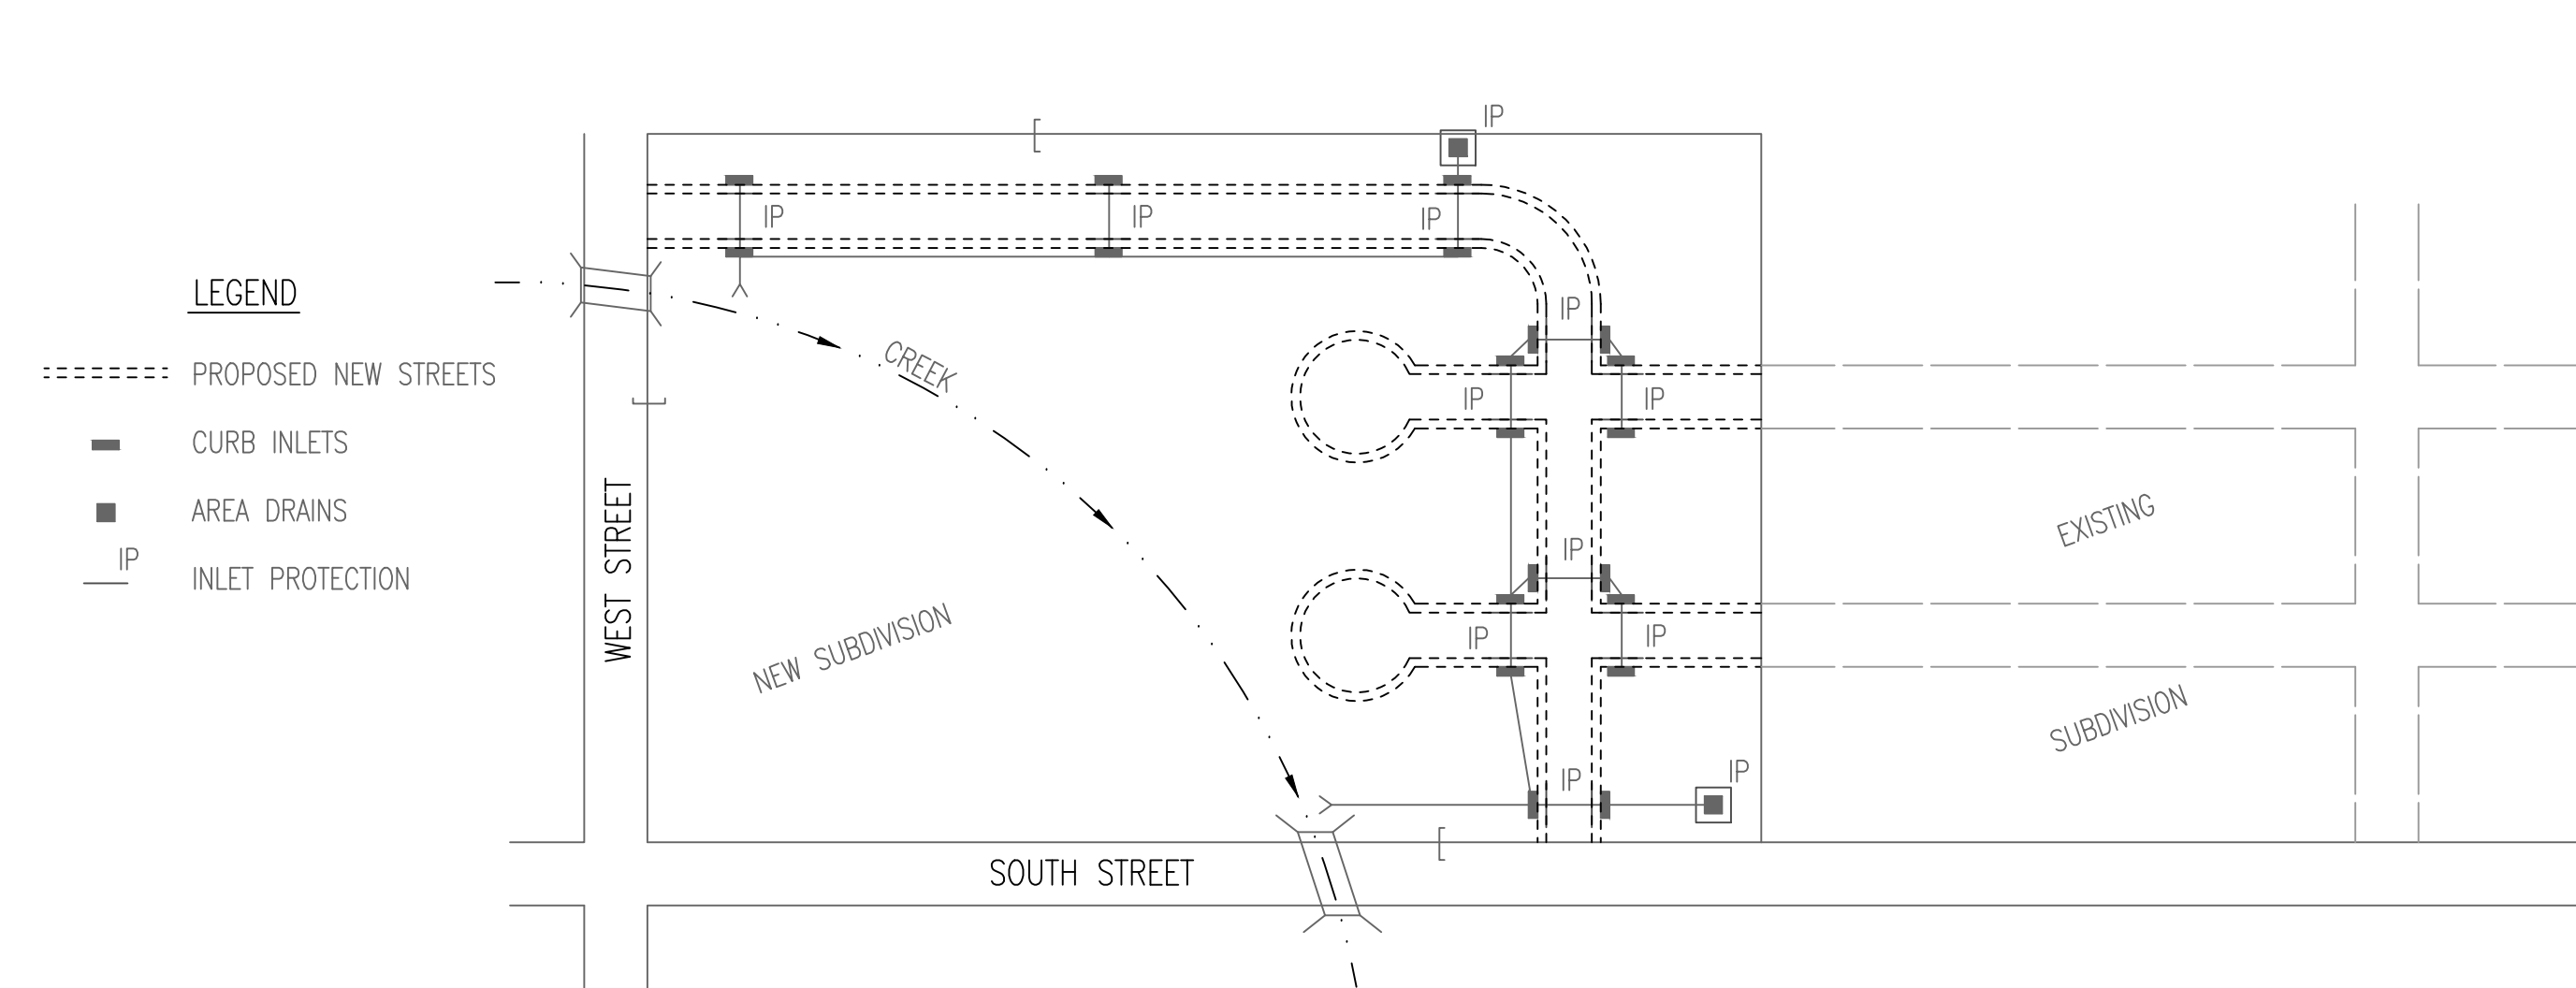 IP
IP
IP
IP
LEGEND
IP
CREEK
PROPOSED NEW STREETS
IP
IP
CURB INLETS
AREA DRAINS
EXISTING
IP
IP
INLET PROTECTION
WEST STREET
NEW SUBDIVISION
IP
IP
SUBDIVISION
IP
IP
SOUTH STREET